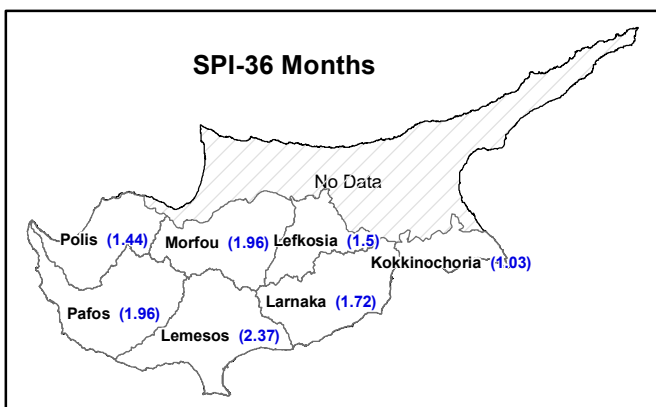 SPI-36 Months
No Data
Polis (1.44)
Morfou (1.96)
Lefkosia (1.5)
Kokkinochoria (1.03)
Pafos (1.96)
Larnaka (1.72)
Lemesos (2.37)